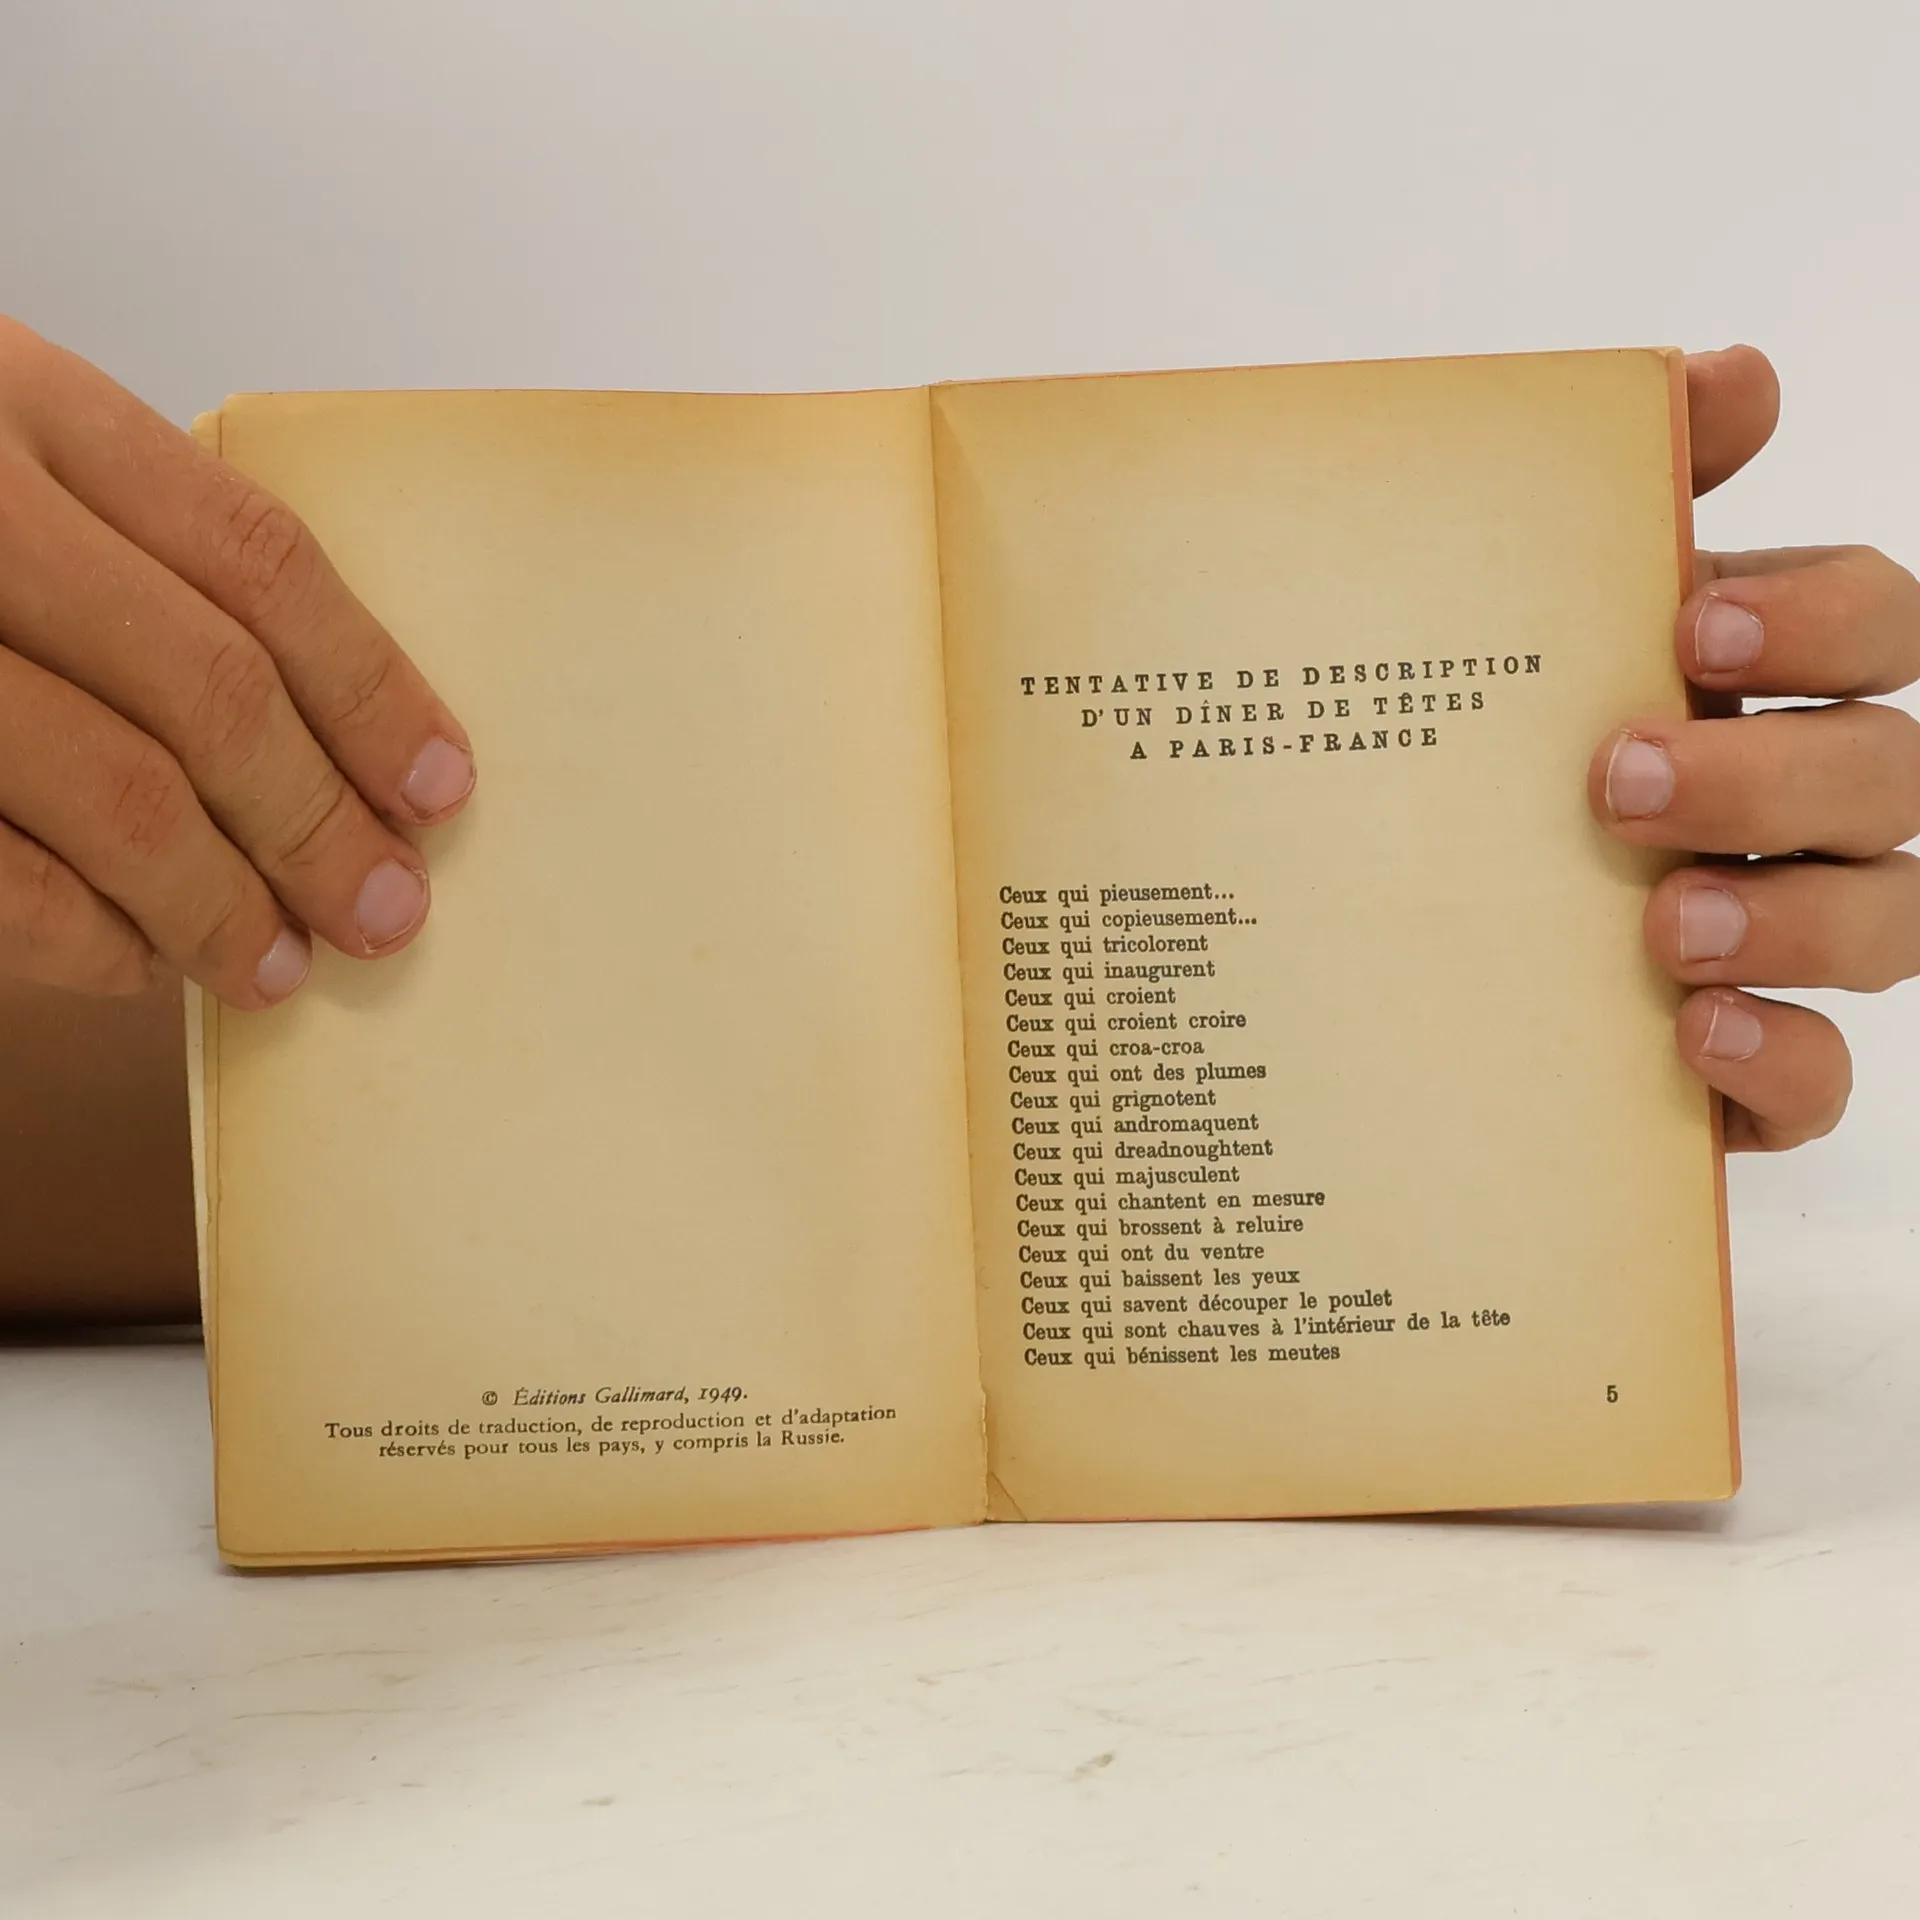 © Éditions Gallimard, 1949.
Tous droits de traduction, de reproduction et d'adaptation
réservés pour tous les pays, y compris la Russie.
TENTATIVE DE DESCRIPTION
D'UN DÎNER DE TÊTES
A PARIS-FRANCE
Ceux qui pieusement...
Ceux qui copieusement...
Ceux qui tricolorent
Ceux qui inaugurent
Ceux qui croient
Ceux qui croient croire
Ceux qui croa-croa
Ceux qui ont des plumes
Ceux qui grignotent
Ceux qui andromaquent
Ceux qui dreadnoughtent
Ceux qui majusculent
Ceux qui chantent en mesure
Ceux qui brossent à reluire
Ceux qui ont du ventre
Ceux qui baissent les yeux
Ceux qui savent découper le poulet
Ceux qui sont chauves à l'intérieur de la tête
Ceux qui bénissent les meutes
5